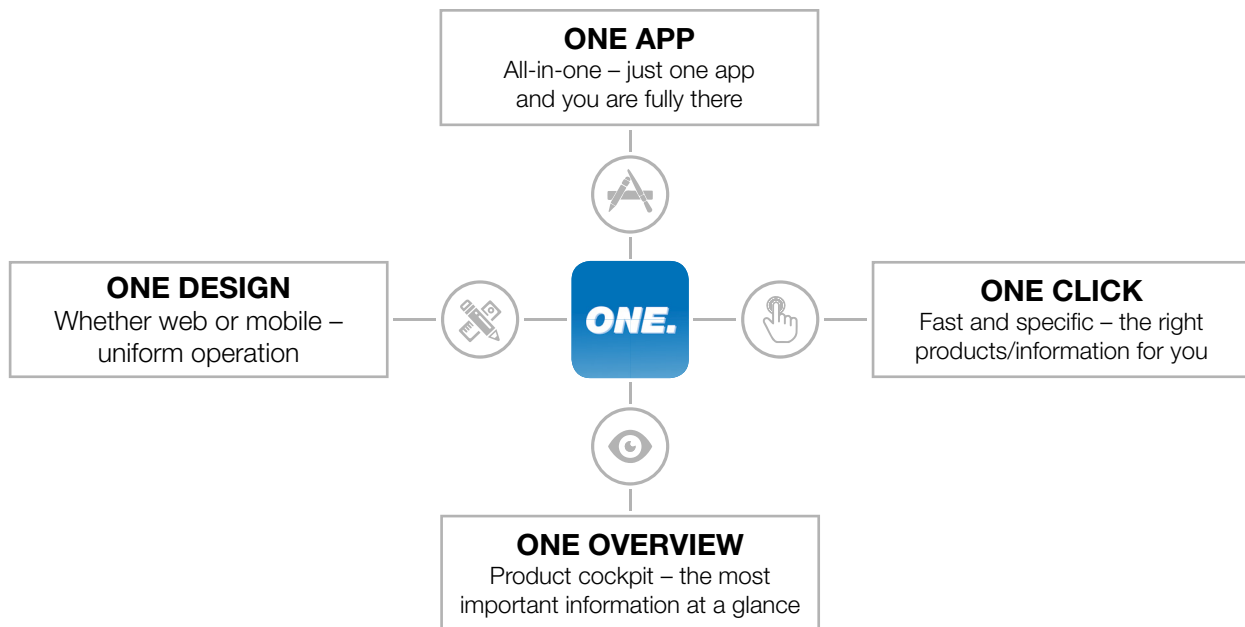 ONE APP
All-in-one – just one app
and you are fully there
ONE DESIGN
Whether web or mobile –
uniform operation
ONE.
ONE CLICK
Fast and specific – the right
products/information for you
ONE OVERVIEW
Product cockpit – the most
important information at a glance